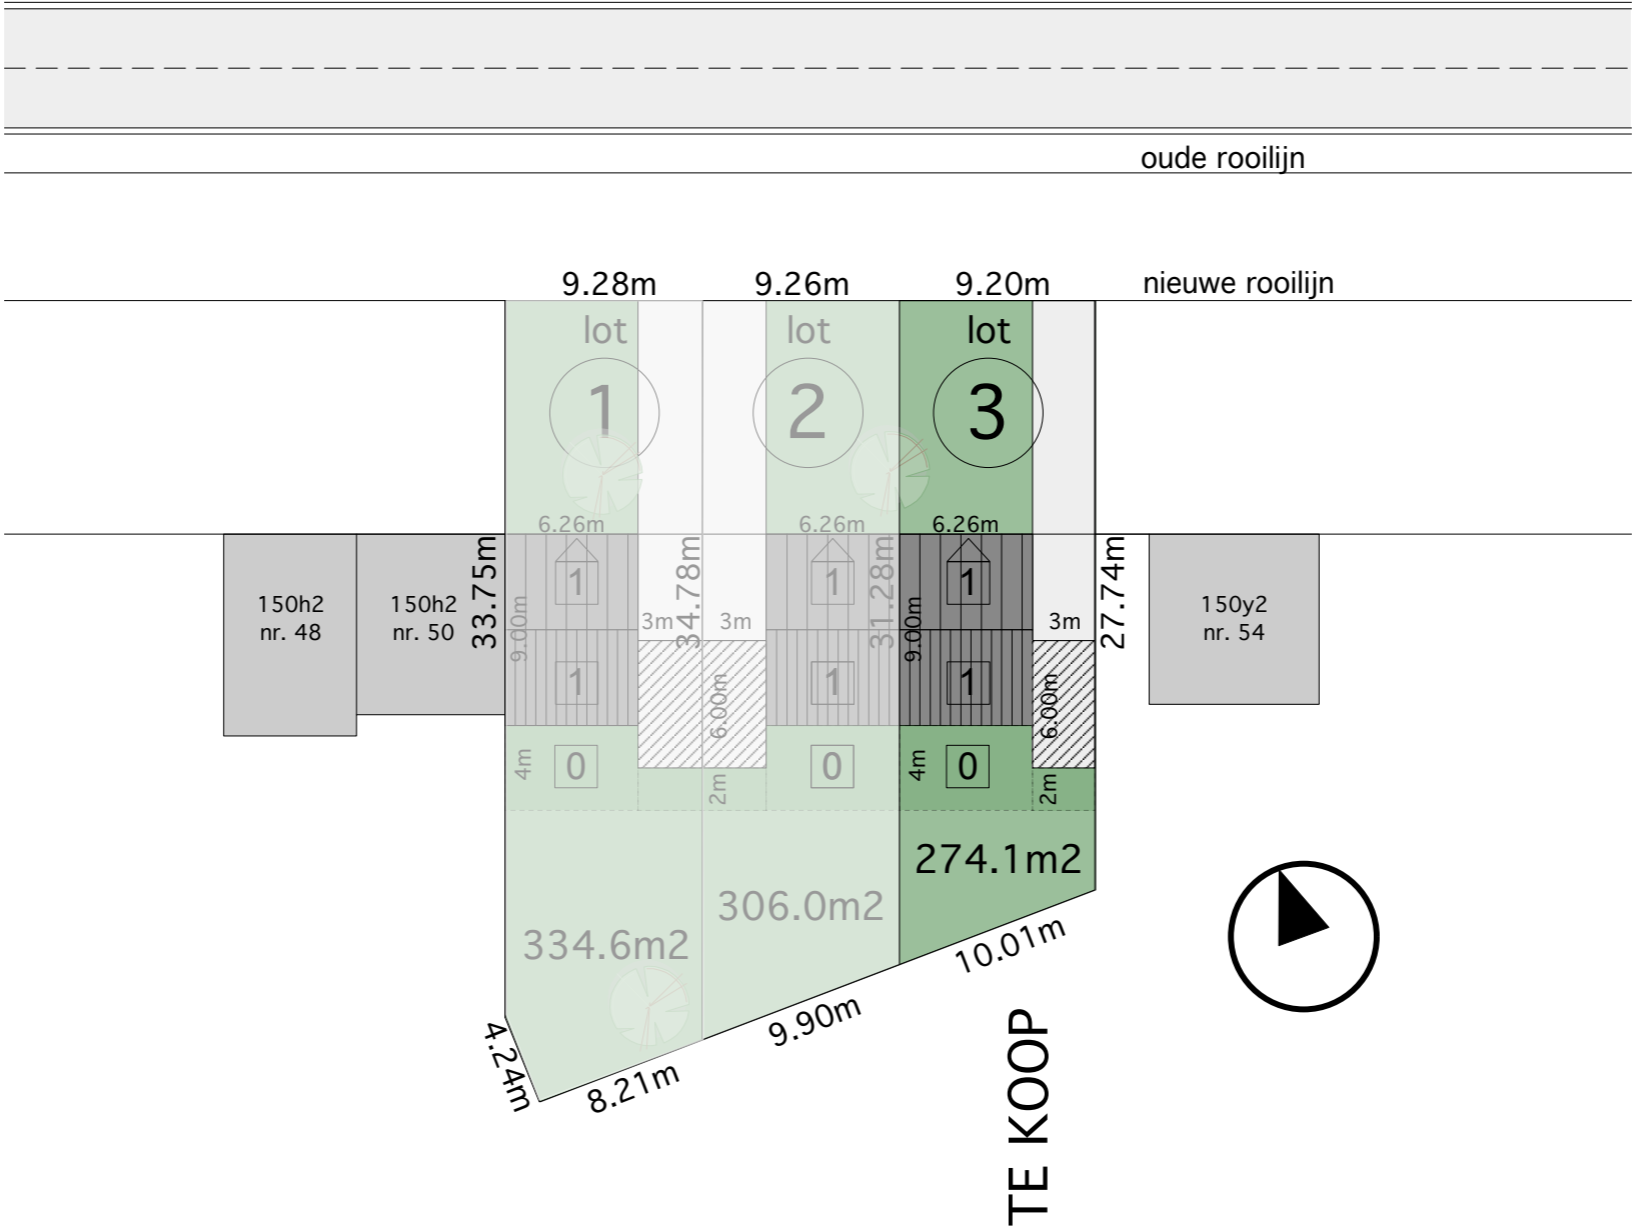 oude rooilijn
9.28m
9.26m
9.20m
nieuwe rooilijn
lot
lot
lot
1
2
3
6.26m
6.26m
6.26m
150h2
nr. 48
150h2
nr. 50
33.75m
9.00m
1
3m
34.78m
3m
1
31.28m
9.00m
1
3m
27.74m
150y2
nr. 54
1
6.00m
1
1
6.00m
4m
0
2m
0
4m
0
2m
274.1m2
306.0m2
334.6m2
10.01m
9.90m
4.24m
8.21m
TE KOOP